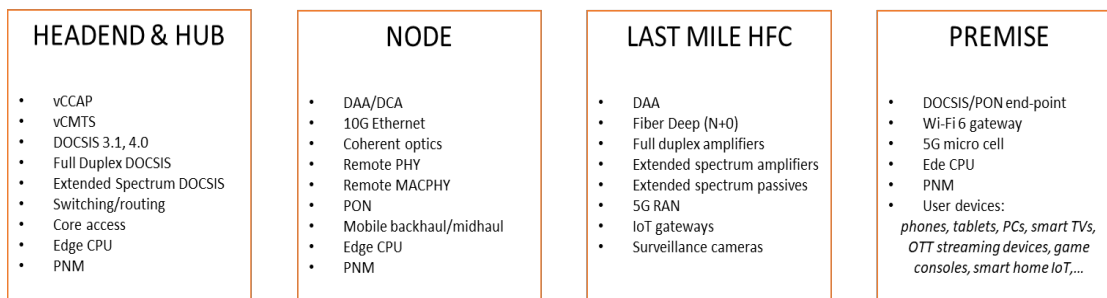 HEADEND & HUB
• vCCAP
• vCMTS
• DOCSIS 3.1, 4.0
• Full Duplex DOCSIS
• Extended Spectrum DOCSIS
• Switching/routing
• Core access
• Edge CPU
• PNM
NODE
• DAA/DCA
• 10G Ethernet
• Coherent optics
• Remote PHY
• Remote MACPHY
• PON
• Mobile backhaul/midhaul
• Edge CPU
• PNM
LAST MILE HFC
• DAA
• Fiber Deep (N+0)
• Full duplex amplifiers
• Extended spectrum amplifiers
• Extended spectrum passives
• 5G RAN
• IoT gateways
• Surveillance cameras
PREMISE
• DOCSIS/PON end-point
• Wi-Fi 6 gateway
• 5G micro cell
• Ede CPU
• PNM
• User devices:
phones, tablets, PCs, smart TVs,
OTT streaming devices, game
consoles, smart home IoT,...